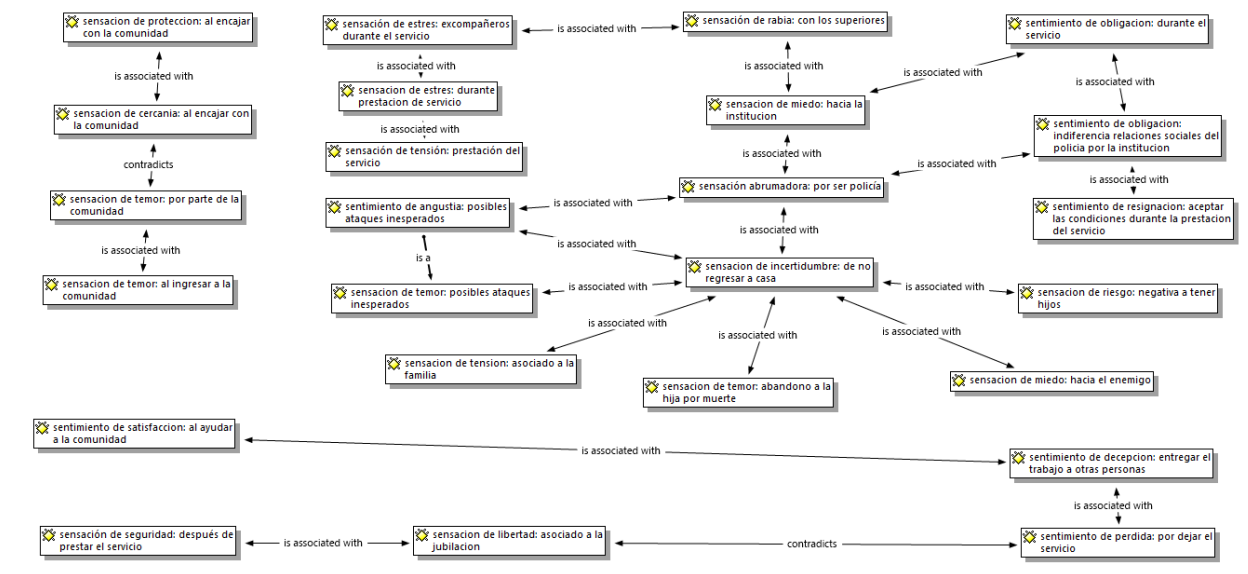 sensacion de proteccion: al encajar
con la comunidad
sensación de estres: excompañeros
durante el servicio
is associated with
sensación de rabia: con los superiores
sentimiento de obligacion: durante el
servicio
is associated with
is associated with
is associated with
is associated with
is associated with
sensacion de estres: durante
prestacion de servicio
sensacion de miedo: hacia la
institucion
sensacion de cercania: al encajar con
la comunidad
is associated with
sentimiento de obligacion:
indiferencia relaciones sociales del
policia por la institucion
sensación de tensión: prestación del
servicio
is associated with
contradicts
is associated with
is associated with
sensación abrumadora: por ser policía
sensacion de temor: por parte de la
comunidad
sentimiento de angustia: posibles
ataques inesperados
is associated with
sentimiento de resignacion: aceptar
las condiciones durante la prestacion
del servicio
is associated with
is associated with
is associated with
is a
sensacion de incertidumbre: de no
regresar a casa
sensacion de temor: al ingresar a la
comunidad
sensacion de temor: posibles ataques
inesperados
is associated with
is associated with
sensacion de riesgo: negativa a tener
hijos
is associated with
is associated with
is associated with
sensacion de tension: asociado a la
familia
sensacion de temor: abandono a la
hija por muerte
sensacion de miedo: hacia el enemigo
sentimiento de satisfaccion: al ayudar
a la comunidad
is associated with
sentimiento de decepcion: entregar el
trabajo a otras personas
is associated with
sensación de seguridad: después de
prestar el servicio
is associated with
sensacion de libertad: asociado a la
jubilacion
contradicts
sentimiento de perdida: por dejar el
servicio